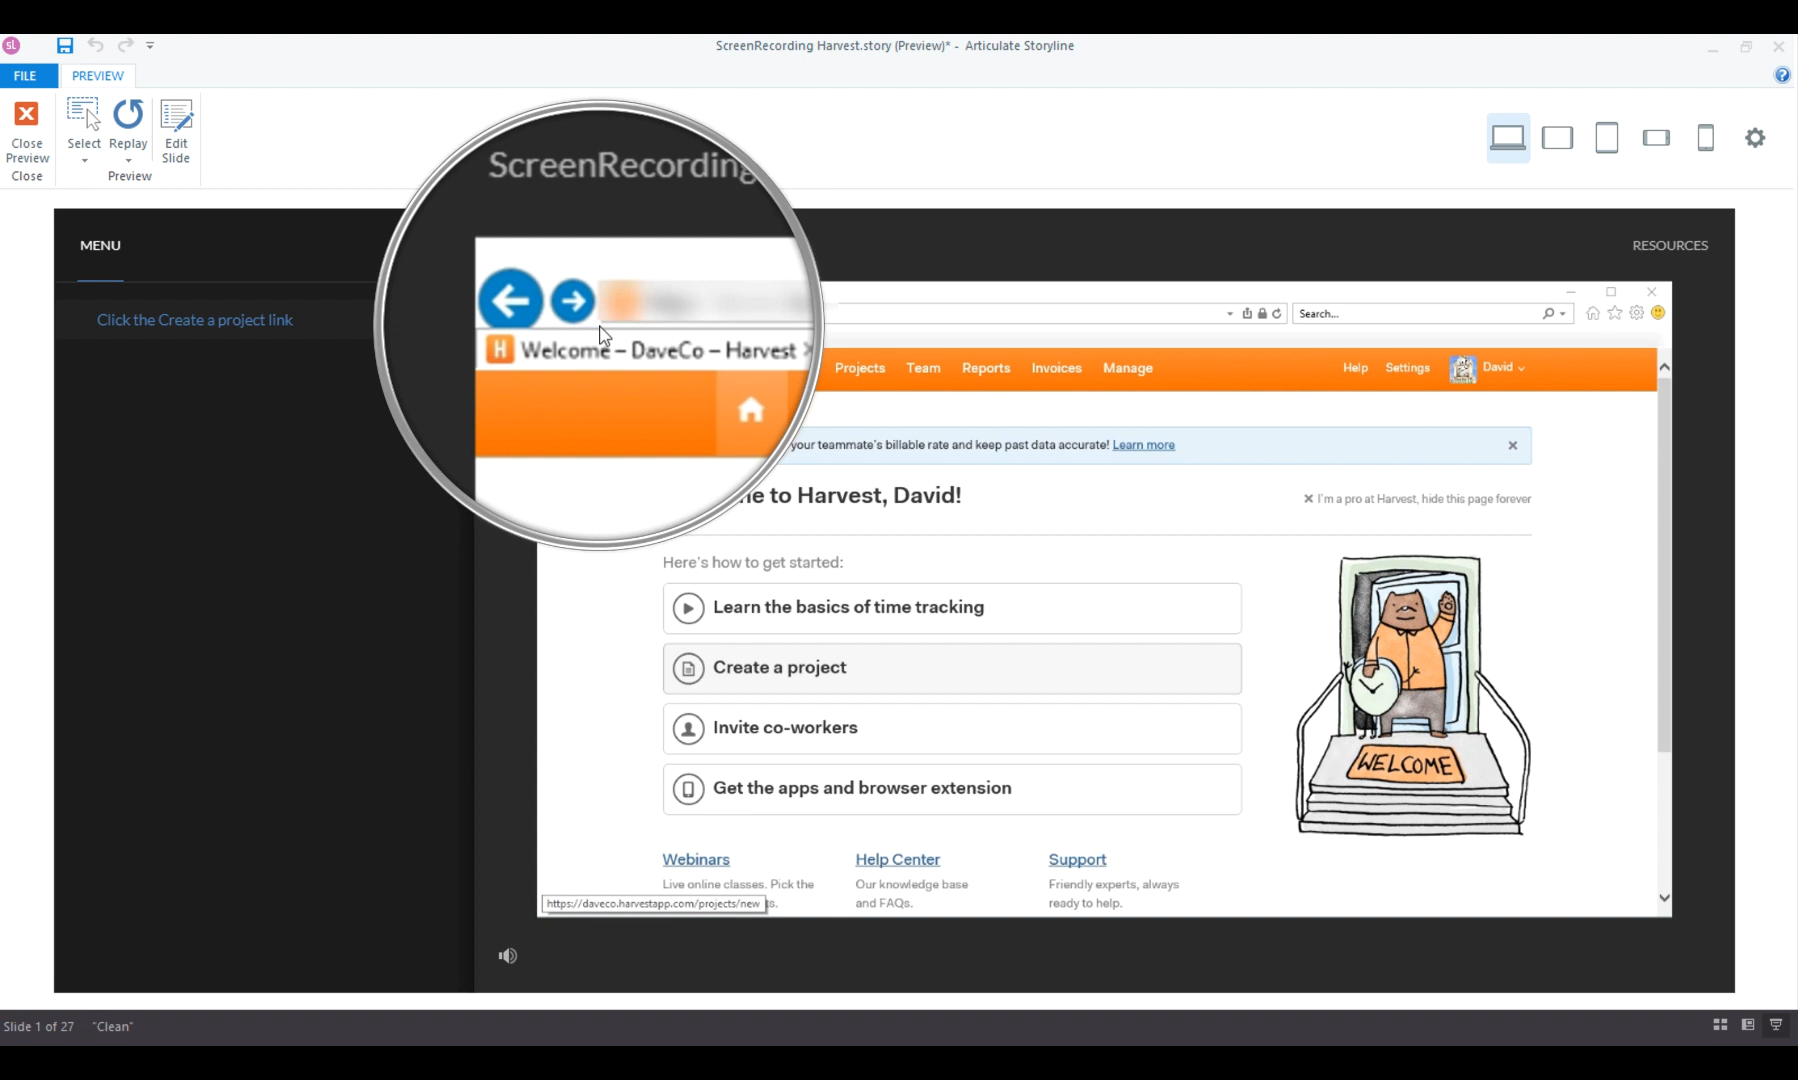 sL
ScreenRecording Harvest.story (Preview)* - Articulate Storyline
FILE
PREVIEW
Close Preview
Select
Replay
Edit Slide
Close
Preview
ScreenRecording
MENU
RESOURCES
Click the Create a project link
Search...
H Welcome – DaveCo – Harvest
Projects
Team
Reports
Invoices
Manage
Help
Settings
David
your teammate's billable rate and keep past data accurate! Learn more
to Harvest, David!
I'm a pro at Harvest, hide this page forever
Here's how to get started:
Learn the basics of time tracking
Create a project
Invite co-workers
Get the apps and browser extension
WELCOME
Webinars
Live online classes. Pick the
Help Center
Our knowledge base
and FAQs.
Support
Friendly experts, always
ready to help.
https://daveco.harvestapp.com/projects/new
Slide 1 of 27
"Clean"